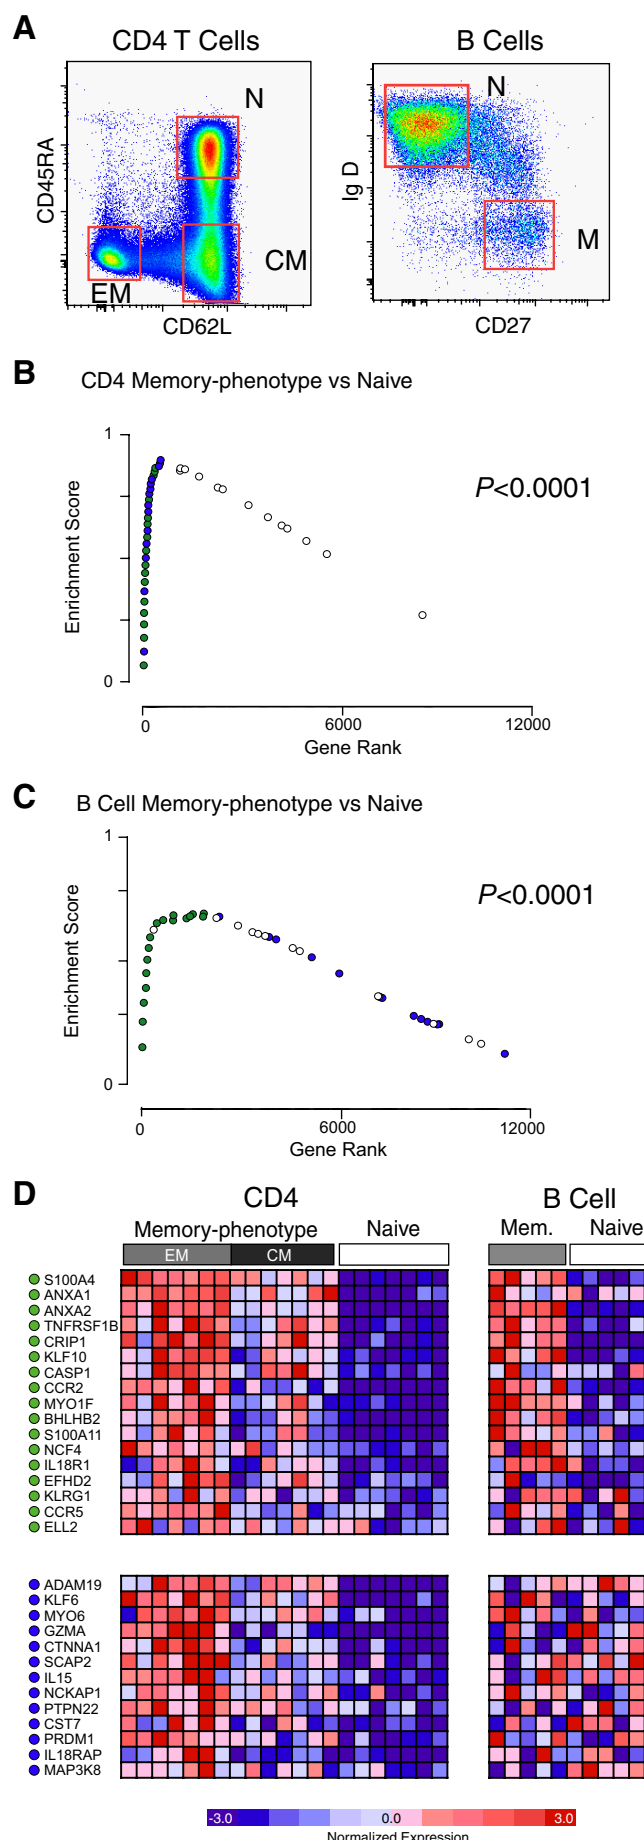 A
CD4 T Cells
B Cells
N
N
CD45RA
Ig D
CM
M
EM
CD62L
CD27
B
CD4 Memory-phenotype vs Naive
1
P<0.0001
Enrichment Score
0
0
6000
12000
Gene Rank
C
B Cell Memory-phenotype vs Naive
1
P<0.0001
Enrichment Score
0
0
6000
12000
Gene Rank
D
CD4
B Cell
Memory-phenotype
Naive
Mem.
Naive
EM
CM
S100A4
ANXA1
ANXA2
TNFRSF1B
CRIP1
KLF10
CASP1
CCR2
MYO1F
BHLHB2
S100A11
NCF4
IL18R1
EFHD2
KLRG1
CCR5
ELL2
ADAM19
KLF6
MYO6
GZMA
CTNNA1
SCAP2
IL15
NCKAP1
PTPN22
CST7
PRDM1
IL18RAP
MAP3K8
-3.0
0.0
3.0
Normalized Expression